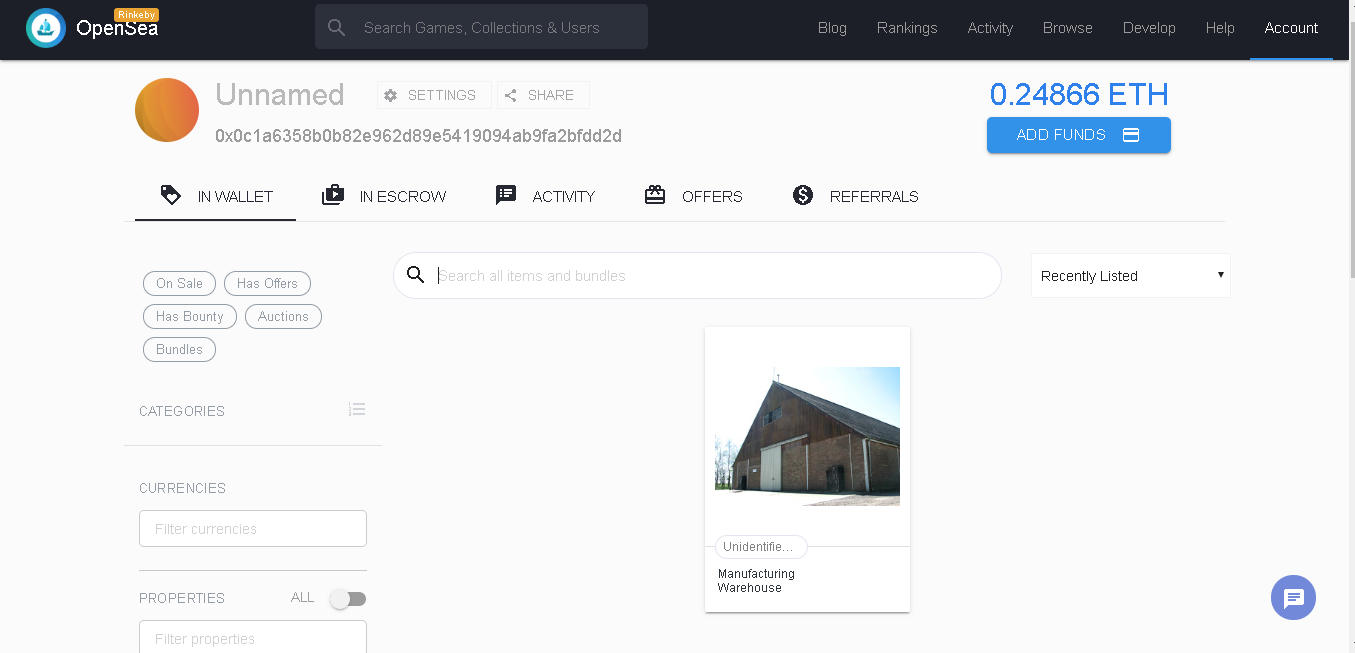 Rinkeby
OpenSea
Search Games, Collections & Users
Blog
Rankings
Activity
Browse
Develop
Help
Account
Unnamed
SETTINGS
SHARE
0x0c1a6358b0b82e962d89e5419094ab9fa2bfdd2d
0.24866 ETH
ADD FUNDS
IN WALLET
IN ESCROW
ACTIVITY
OFFERS
REFERRALS
On Sale
Has Offers
Has Bounty
Auctions
Bundles
Search all items and bundles
Recently Listed
CATEGORIES
CURRENCIES
Filter currencies
PROPERTIES
ALL
Filter properties
Unidentifie...
Manufacturing
Warehouse